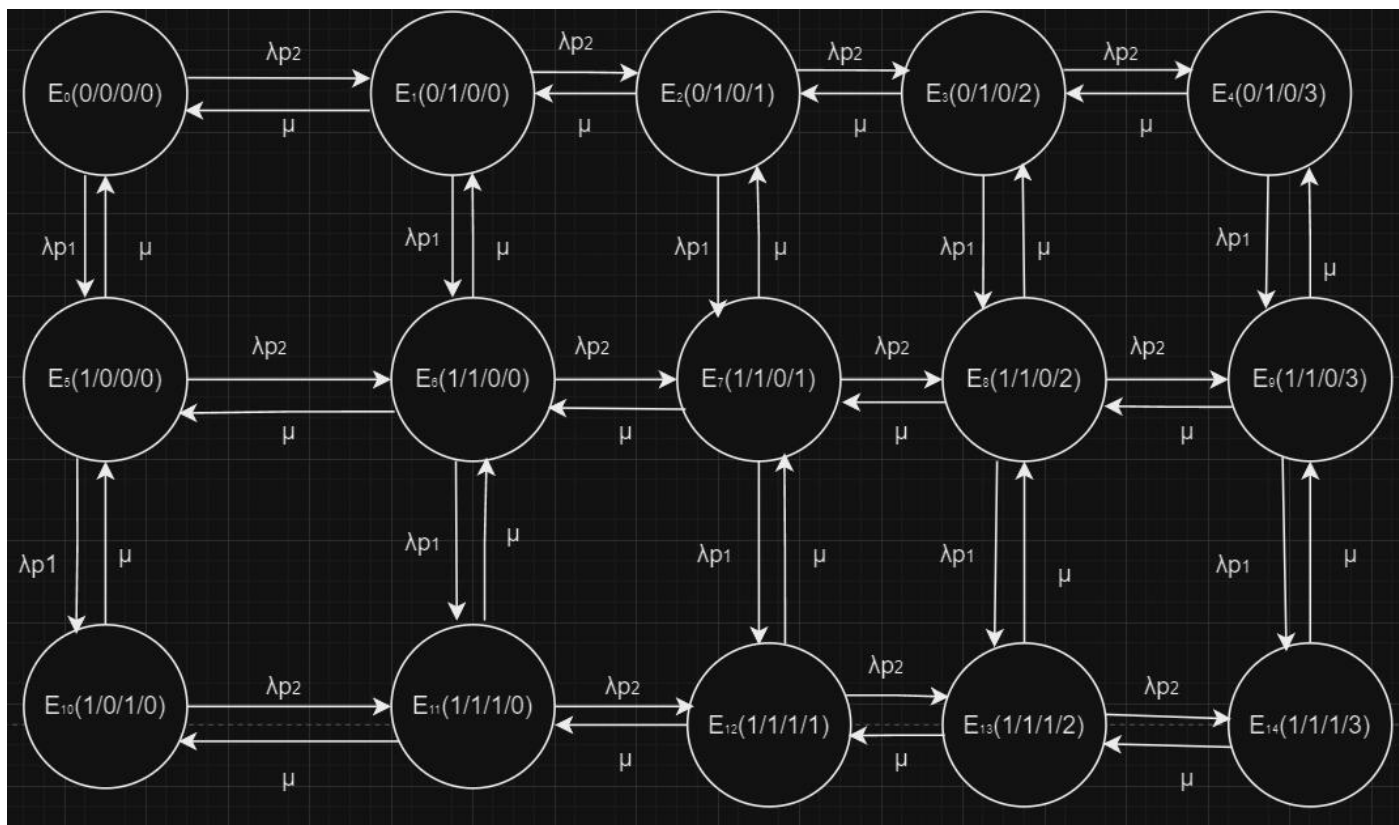 λp₂ λp₂ λp₂ λp₂
E₀(0/0/0/0) E₁(0/1/0/0) E₂(0/1/0/1) E₃(0/1/0/2) E₄(0/1/0/3)
μ μ μ μ
λp₁ μ λp₁ μ λp₁ μ λp₁ μ λp₁ μ
λp₂ λp₂ λp₂ λp₂
E₅(1/0/0/0) E₆(1/1/0/0) E₇(1/1/0/1) E₈(1/1/0/2) E₉(1/1/0/3)
μ μ μ μ
λp1 μ λp₁ μ λp₁ μ λp₁ μ λp₁ μ
λp₂ λp₂ λp₂ λp₂
E₁₀(1/0/1/0) E₁₁(1/1/1/0) E₁₂(1/1/1/1) E₁₃(1/1/1/2) E₁₄(1/1/1/3)
μ μ μ μ